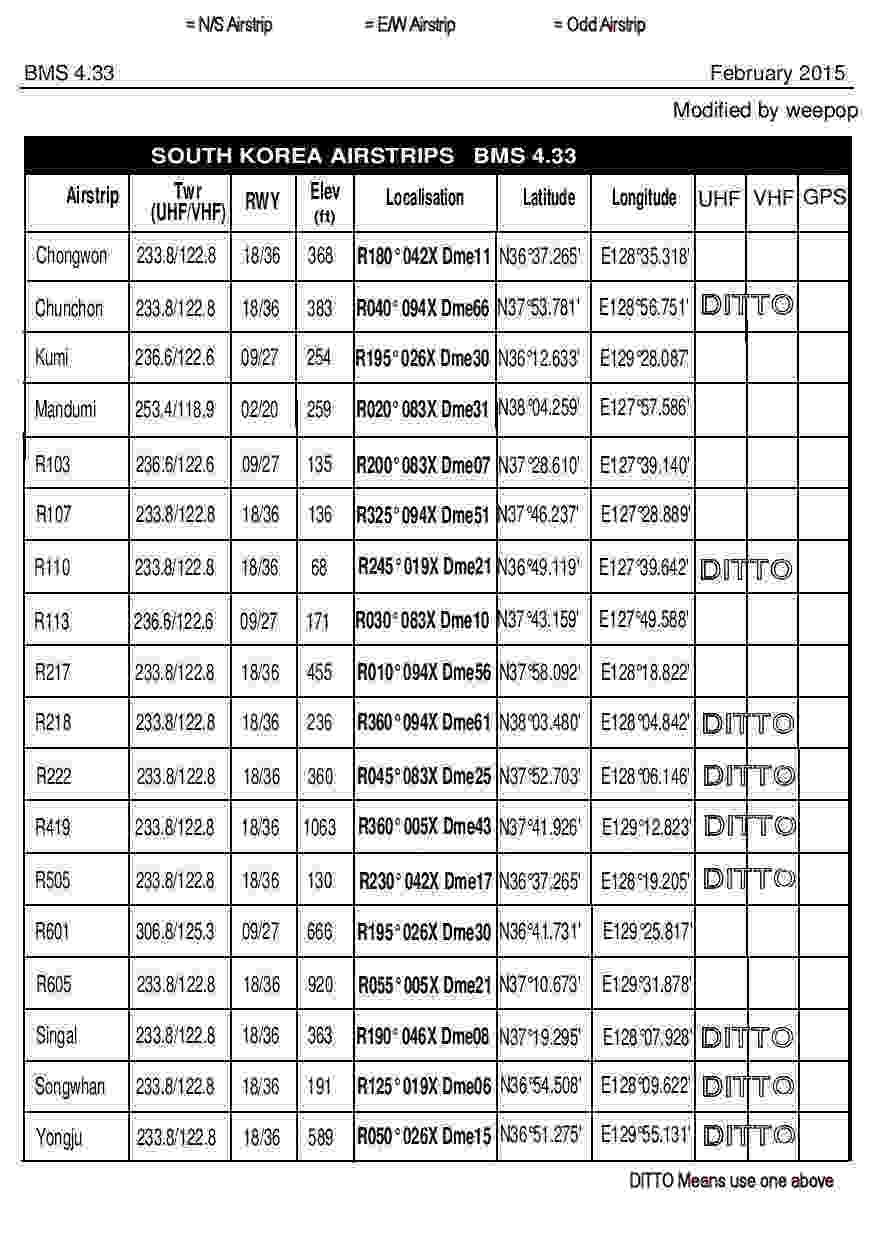 = N/S Airstrip = E/W Airstrip = Odd Airstrip
BMS 4.33 February 2015
Modified by weepop
SOUTH KOREA AIRSTRIPS BMS 4.33
Airstrip Twr (UHF/VHF) RWY Elev (ft) Localisation Latitude Longitude UHF VHF GPS
Chongwon 233.8/122.8 18/36 368 R180° 042X Dme11 N36°37.265' E128°35.318'
Chunchon 233.8/122.8 18/36 383 R040° 094X Dme66 N37°53.781' E128°56.751' DITTO
Kumi 236.6/122.6 09/27 254 R195° 026X Dme30 N36°12.633' E129°28.087'
Mandumi 253.4/118.9 02/20 259 R020° 083X Dme31 N38°04.259' E127°57.586'
R103 236.6/122.6 09/27 135 R200° 083X Dme07 N37°28.610' E127°39.140'
R107 233.8/122.8 18/36 136 R325° 094X Dme51 N37°46.237' E127°28.889'
R110 233.8/122.8 18/36 68 R245° 019X Dme21 N36°49.119' E127°39.642' DITTO
R113 236.6/122.6 09/27 171 R030° 083X Dme10 N37°43.159' E127°49.588'
R217 233.8/122.8 18/36 455 R010° 094X Dme56 N37°58.092' E128°18.822'
R218 233.8/122.8 18/36 236 R360° 094X Dme61 N38°03.480' E128°04.842' DITTO
R222 233.8/122.8 18/36 360 R045° 083X Dme25 N37°52.703' E128°06.146' DITTO
R419 233.8/122.8 18/36 1063 R360° 005X Dme43 N37°41.926' E129°12.823' DITTO
R505 233.8/122.8 18/36 130 R230° 042X Dme17 N36°37.265' E128°19.205' DITTO
R601 306.8/125.3 09/27 666 R195° 026X Dme30 N36°41.731' E129°25.817'
R605 233.8/122.8 18/36 920 R055° 005X Dme21 N37°10.673' E129°31.878'
Singal 233.8/122.8 18/36 363 R190° 046X Dme08 N37°19.295' E128°07.928' DITTO
Songwhan 233.8/122.8 18/36 191 R125° 019X Dme06 N36°54.508' E128°09.622' DITTO
Yongju 233.8/122.8 18/36 589 R050° 026X Dme15 N36°51.275' E129°55.131' DITTO
DITTO Means use one above